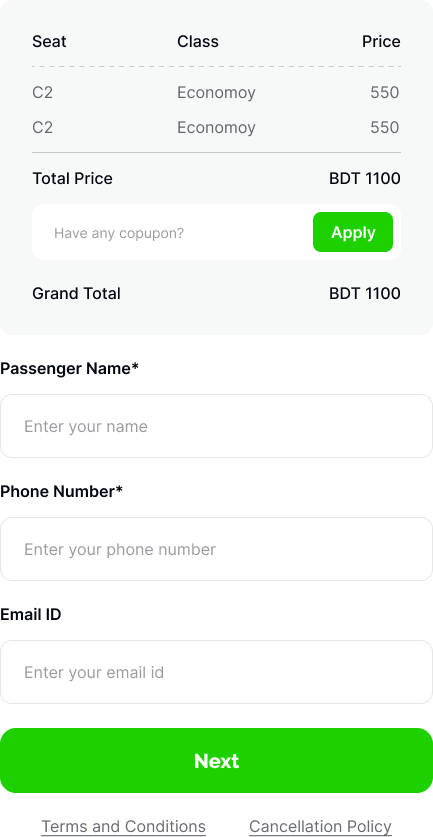 Seat Class Price
C2 Economoy 550
C2 Economoy 550
Total Price BDT 1100
Have any copupon? Apply
Grand Total BDT 1100
Passenger Name*
Enter your name
Phone Number*
Enter your phone number
Email ID
Enter your email id
Next
Terms and Conditions Cancellation Policy